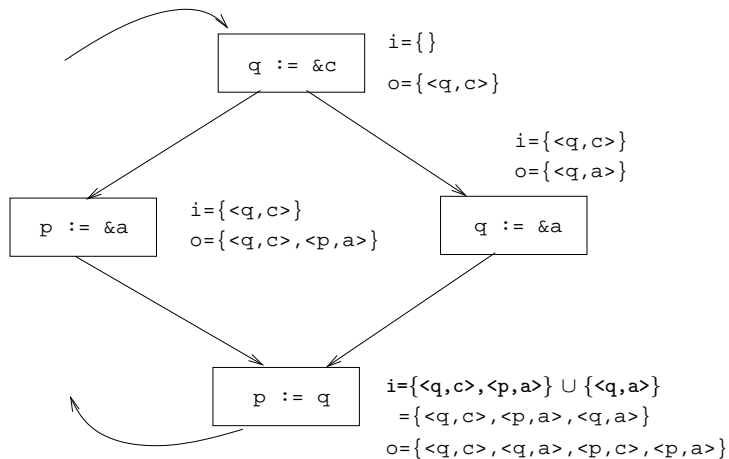 q := &c
i={}
o={<q,c>}
i={<q,c>}
o={<q,a>}
p := &a
i={<q,c>}
o={<q,c>,<p,a>}
q := &a
p := q
i={<q,c>,<p,a>} ∪ {<q,a>}
={<q,c>,<p,a>,<q,a>}
o={<q,c>,<q,a>,<p,c>,<p,a>}